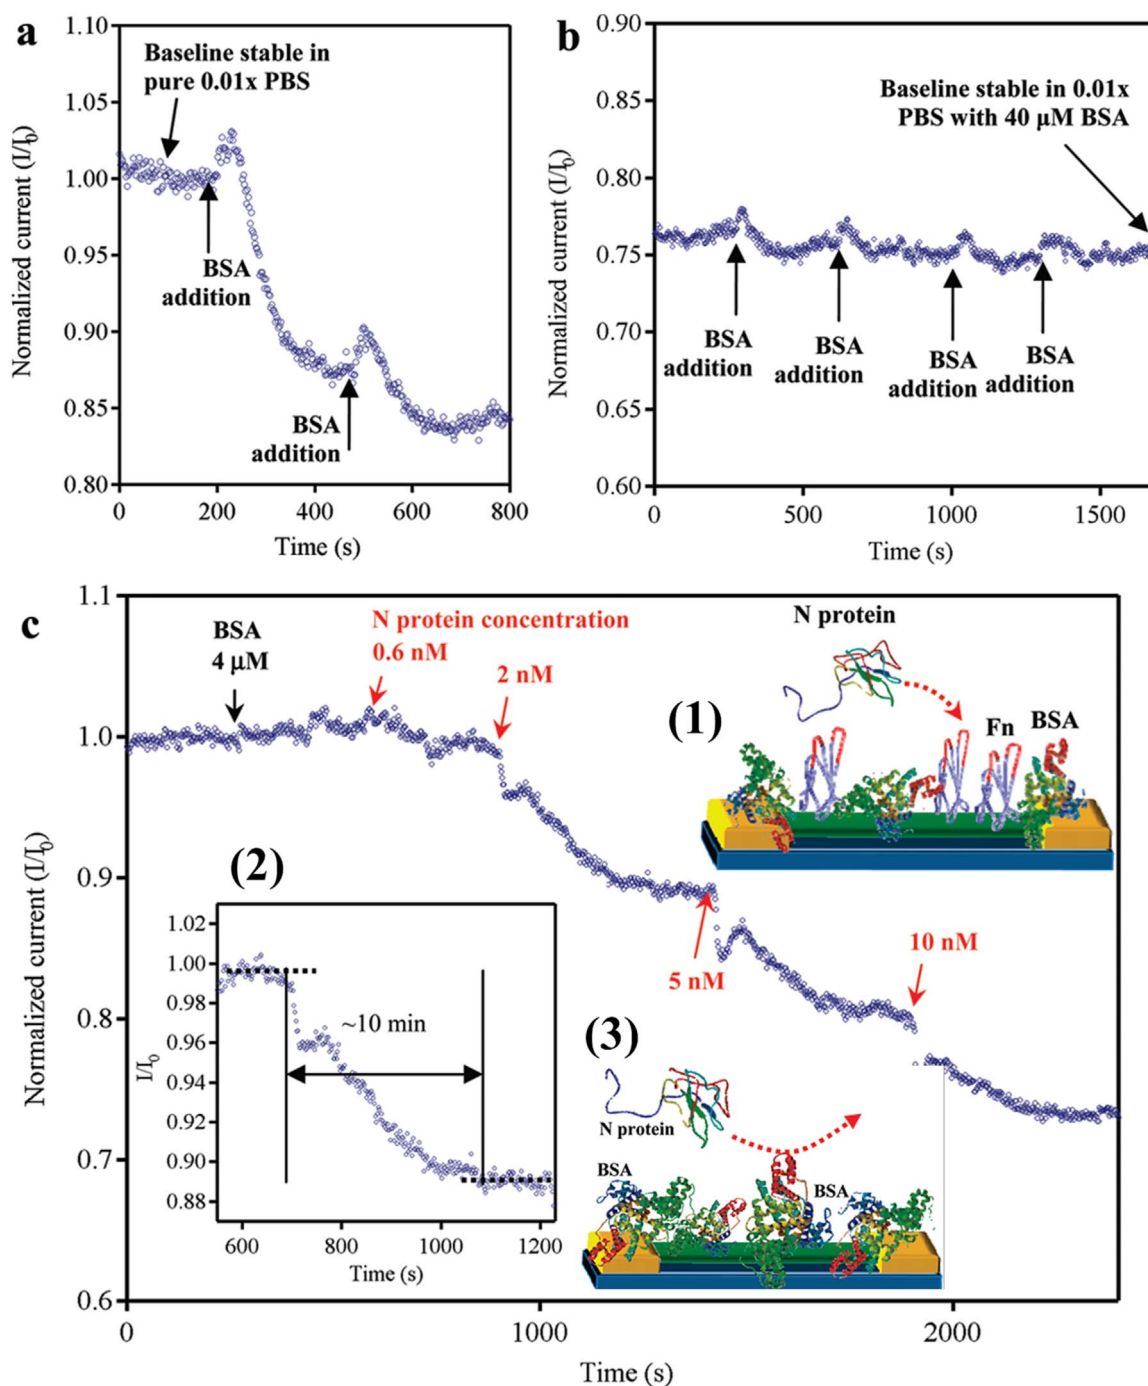 a
1.10
1.05
1.00
0.95
0.90
0.85
0.80
Normalized current (I/I0)
Baseline stable in
pure 0.01x PBS
BSA
addition
BSA
addition
0
200
400
600
800
Time (s)
b
0.90
0.85
0.80
0.75
0.70
0.65
0.60
Normalized current (I/I0)
Baseline stable in 0.01x
PBS with 40 μM BSA
BSA
addition
BSA
addition
BSA
addition
BSA
addition
0
500
1000
1500
Time (s)
c
1.1
1.0
0.9
0.8
0.7
0.6
Normalized current (I/I0)
BSA
4 μM
N protein concentration
0.6 nM
2 nM
5 nM
10 nM
N protein
(1)
Fn
BSA
(2)
1.02
1.00
0.98
0.96
0.94
0.92
0.90
0.88
I/I0
~10 min
600
800
1000
1200
Time (s)
(3)
N protein
BSA
BSA
0
1000
2000
Time (s)